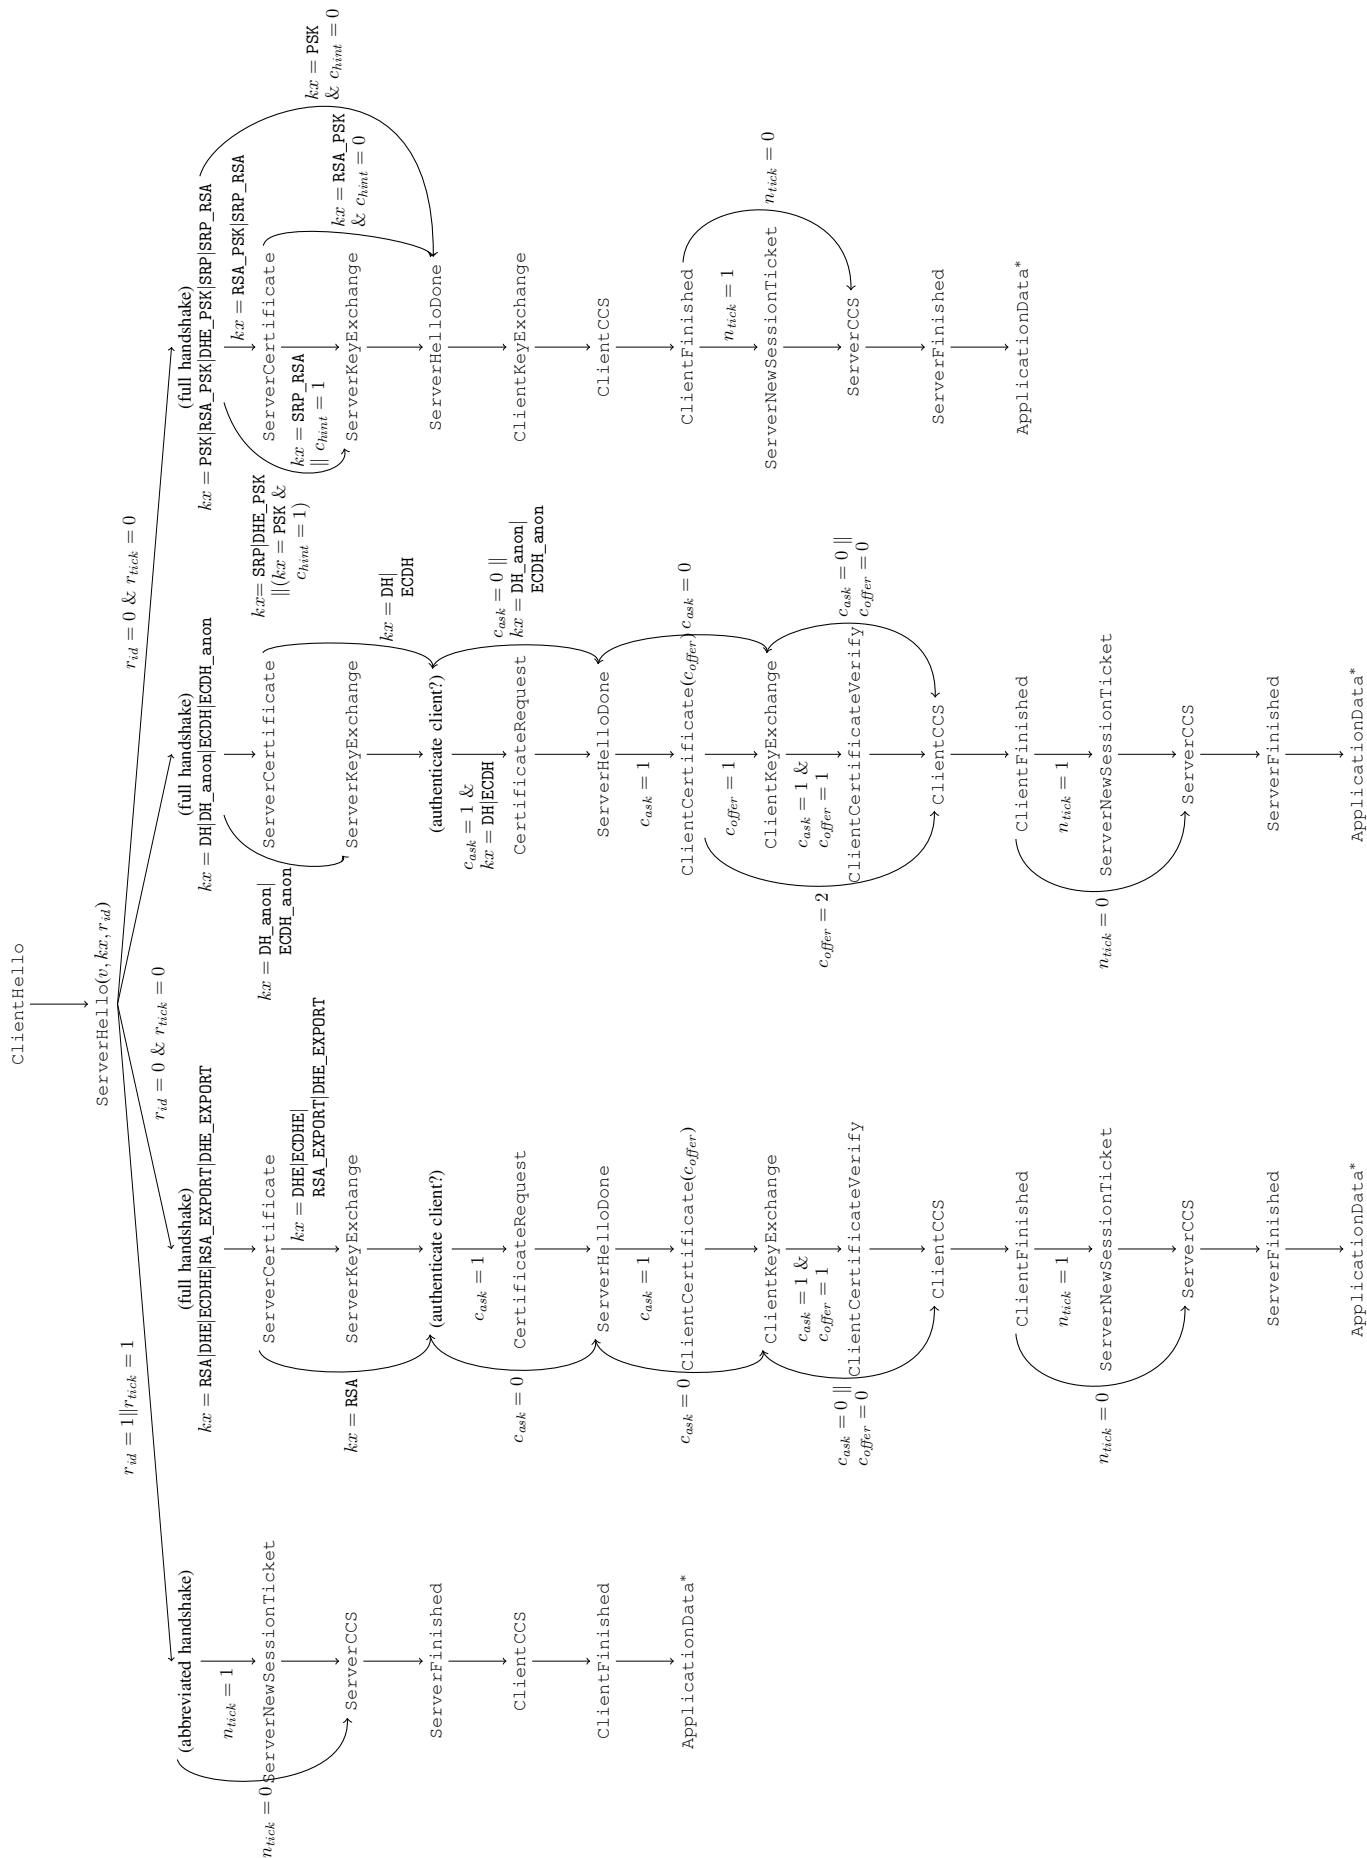 ClientHello
ServerHello(v, kx, r_id)
r_id = 1||r_tick = 1
r_id = 0 & r_tick = 0
r_id = 0 & r_tick = 0
(abbreviated handshake)
n_tick = 1
n_tick = 0
ServerNewSessionTicket
ServerCCS
ServerFinished
ClientCCS
ClientFinished
ApplicationData*
(full handshake)
kx = RSA|DHE|ECDHE|RSA_EXPORT|DHE_EXPORT
ServerCertificate
kx = DHE|ECDHE|
RSA_EXPORT|DHE_EXPORT
kx = RSA
ServerKeyExchange
(authenticate client?)
c_ask = 1
c_ask = 0
CertificateRequest
ServerHelloDone
c_ask = 1
c_ask = 0
ClientCertificate(c_offer)
ClientKeyExchange
c_ask = 1 &
c_offer = 1
c_ask = 0 ||
c_offer = 0
ClientCertificateVerify
ClientCCS
ClientFinished
n_tick = 1
n_tick = 0
ServerNewSessionTicket
ServerCCS
ServerFinished
ApplicationData*
(full handshake)
kx = DH|DH_anon|ECDH|ECDH_anon
kx = DH_anon|
ECDH_anon
ServerCertificate
kx = DH|
ECDH
ServerKeyExchange
(authenticate client?)
c_ask = 1 &
kx = DH|ECDH
c_ask = 0 ||
kx = DH_anon|
ECDH_anon
CertificateRequest
ServerHelloDone
c_ask = 1
c_ask = 0
ClientCertificate(c_offer)
c_offer = 1
c_offer = 2
ClientKeyExchange
c_ask = 1 &
c_offer = 1
c_ask = 0 ||
c_offer = 0
ClientCertificateVerify
ClientCCS
ClientFinished
n_tick = 1
n_tick = 0
ServerNewSessionTicket
ServerCCS
ServerFinished
ApplicationData*
(full handshake)
kx = PSK|RSA_PSK|DHE_PSK|SRP|SRP_RSA
kx = RSA_PSK|SRP_RSA
kx = PSK
& c_hint = 0
kx= SRP|DHE_PSK
||(kx = PSK &
c_hint = 1)
ServerCertificate
kx = SRP_RSA
|| c_hint = 1
kx = RSA_PSK
& c_hint = 0
ServerKeyExchange
ServerHelloDone
ClientKeyExchange
ClientCCS
ClientFinished
n_tick = 1
n_tick = 0
ServerNewSessionTicket
ServerCCS
ServerFinished
ApplicationData*